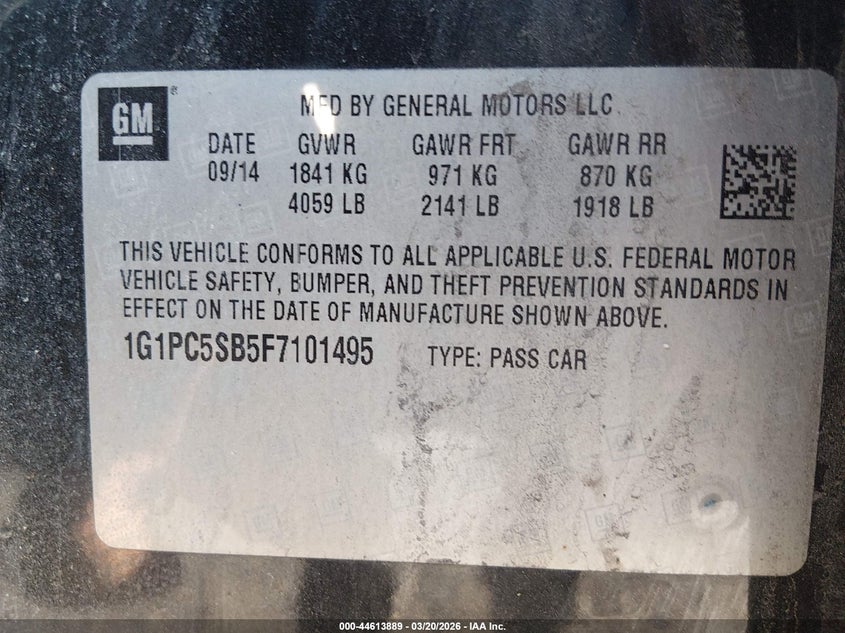 GM
MFD BY GENERAL MOTORS LLC
DATE GVWR GAWR FRT GAWR RR
09/14 1841 KG 971 KG 870 KG
4059 LB 2141 LB 1918 LB
THIS VEHICLE CONFORMS TO ALL APPLICABLE U.S. FEDERAL MOTOR
VEHICLE SAFETY, BUMPER, AND THEFT PREVENTION STANDARDS IN
EFFECT ON THE DATE OF MANUFACTURE SHOWN ABOVE.
1G1PC5SB5F7101495 TYPE: PASS CAR
000-44613889 — 03/20/2026 — IAA Inc.